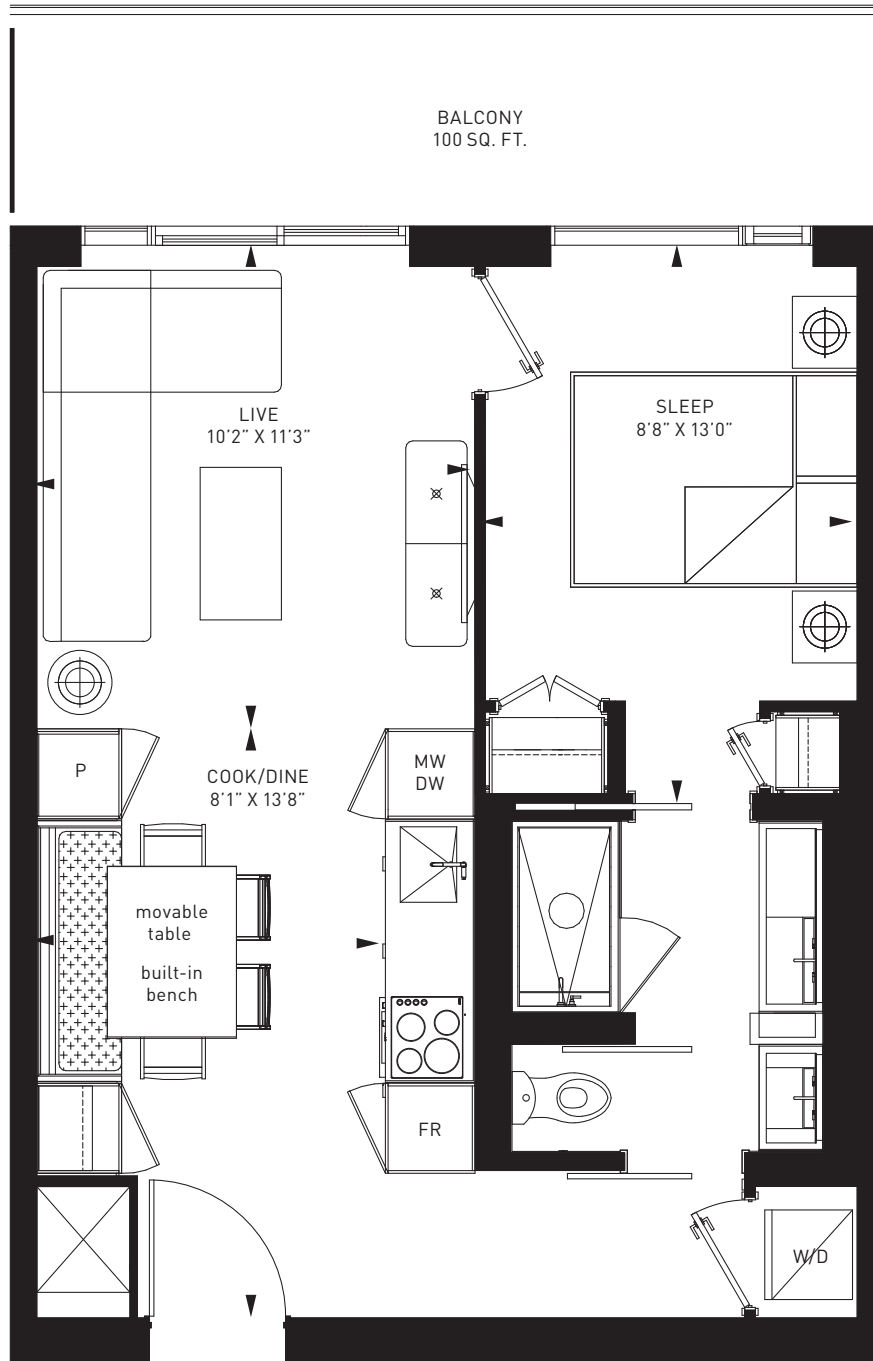 BALCONY
100 SQ. FT.
LIVE
10’2” X 11’3”
SLEEP
8’8” X 13’0”
P
COOK/DINE
8’1” X 13’8”
MW
DW
movable
table
built-in
bench
FR
W/D